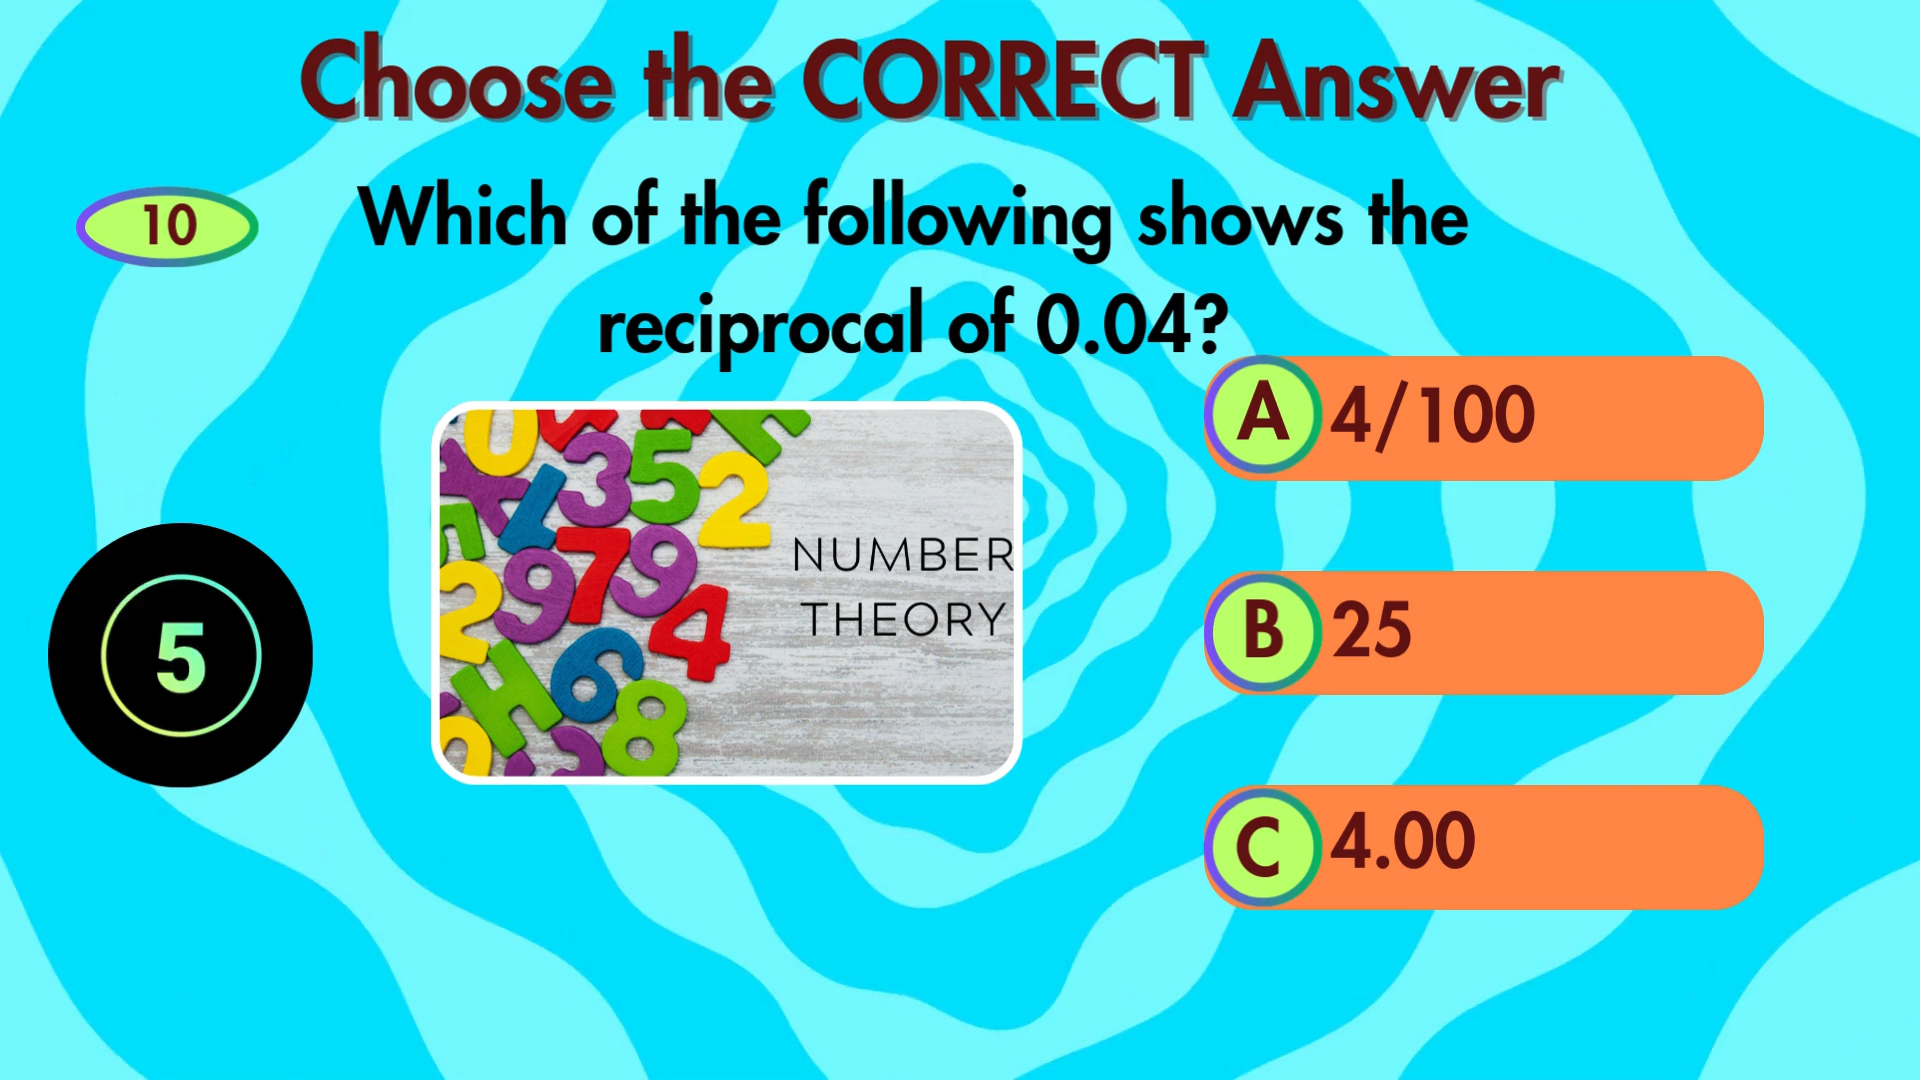 Choose the CORRECT Answer
10
Which of the following shows the
reciprocal of 0.04?
A 4/100
NUMBER
THEORY
5
B 25
C 4.00